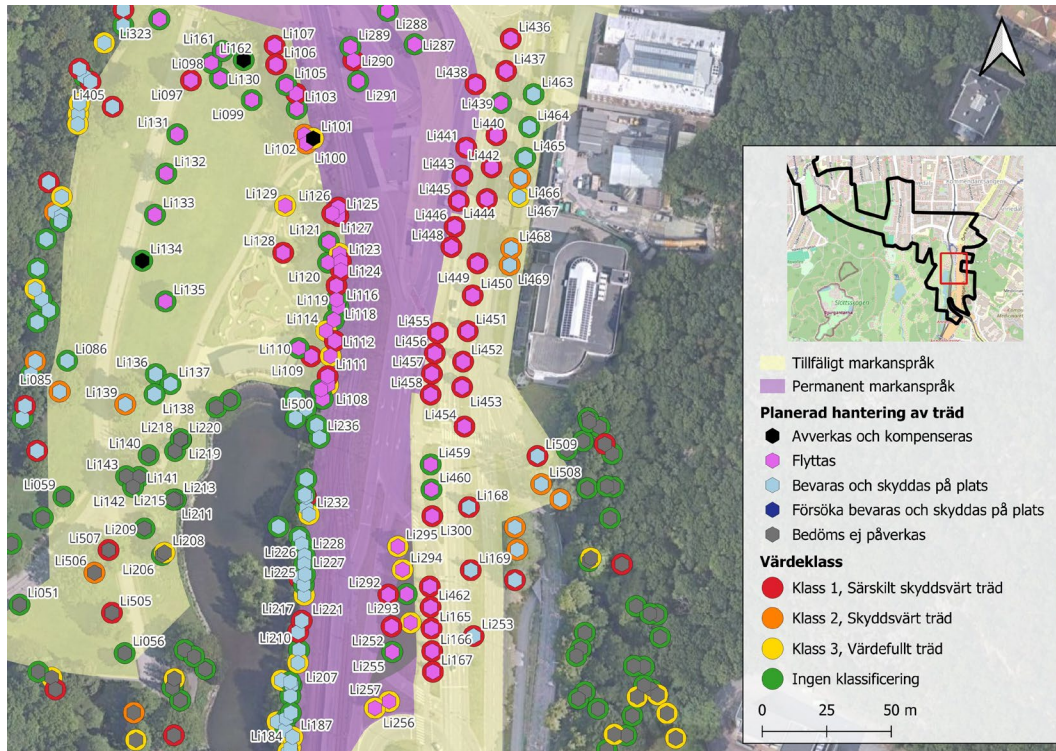 Li288
Li436
Li107
Li323
Li161
Li162
Li289
Li287
Li106
Li098
Li290
Li437
Li105
Li438
Li463
Li130
Li405
Li097
Li291
Li103
Li439
Li099
Li464
Li131
Li101
Li440
Li441
Li102
Li100
Li442
Li465
Li132
Li443
Li445
Li466
Li129
Li126
Li125
Li133
Li446
Li444
Li467
Li127
Li121
Li448
Li134
Li128
Li123
Li468
Li120
Li124
Li449
Li450
Li469
Li135
Li119
Li116
Li118
Li114
Li455
Li451
Li112
Li456
Li110
Li086
Li136
Li457
Li452
Li085
Li137
Li109
Li111
Li458
Li139
Li108
Li453
Li138
Li500
Li454
Li218
Li220
Li236
Li140
Li219
Li509
Li143
Li459
Li508
Li059
Li141
Li460
Li213
Li142
Li215
Li232
Li168
Li211
Li209
Li300
Li507
Li295
Li208
Li228
Li226
Li294
Li506
Li206
Li227
Li169
Li225
Li292
Li051
Li505
Li462
Li217
Li221
Li293
Li165
Li253
Li210
Li252
Li166
Li056
Li255
Li167
Li207
Li257
Li187
Li256
Li184
Slottsskogen
Tillfäligt markanspråk
Permanent markanspråk
Planerad hantering av träd
Avverkas och kompenseras
Flyttas
Bevaras och skyddas på plats
Försöka bevaras och skyddas på plats
Bedöms ej påverkas
Värdeklass
Klass 1, Särskilt skyddsvärt träd
Klass 2, Skyddsvärt träd
Klass 3, Värdefullt träd
Ingen klassificering
0 25 50 m